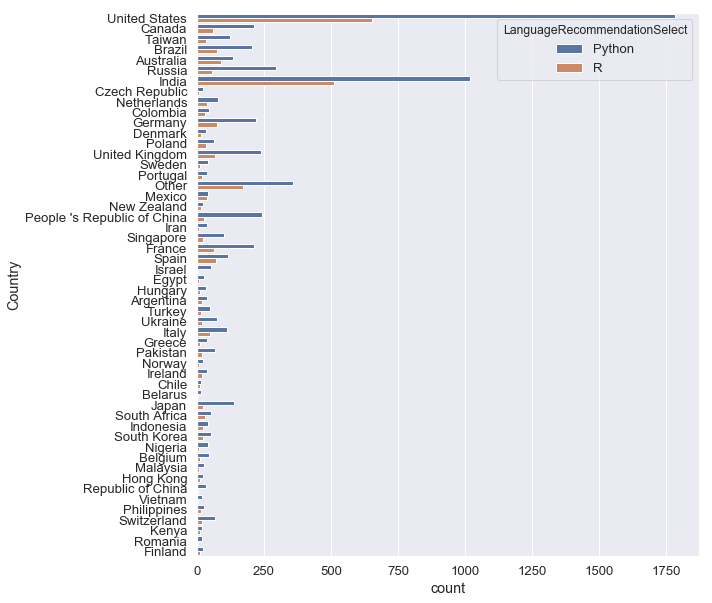 United States
Canada
Taiwan
Brazil
Australia
Russia
India
Czech Republic
Netherlands
Colombia
Germany
Denmark
Poland
United Kingdom
Sweden
Portugal
Other
Mexico
New Zealand
People 's Republic of China
Iran
Singapore
France
Spain
Israel
Egypt
Hungary
Argentina
Turkey
Ukraine
Italy
Greece
Pakistan
Norway
Ireland
Chile
Belarus
Japan
South Africa
Indonesia
South Korea
Nigeria
Belgium
Malaysia
Hong Kong
Republic of China
Vietnam
Philippines
Switzerland
Kenya
Romania
Finland
Country
LanguageRecommendationSelect
Python
R
0 250 500 750 1000 1250 1500 1750
count